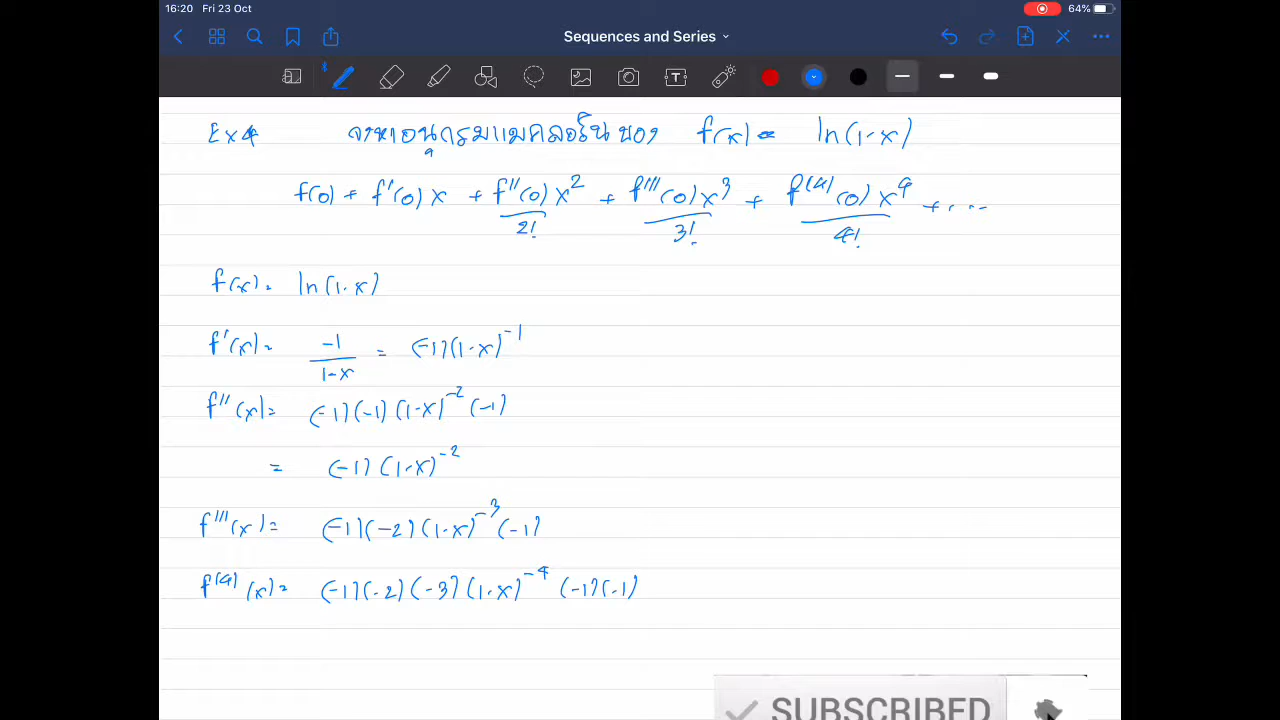 16:20 Fri 23 Oct 64%
Sequences and Series
Ex 4 จงหาอนุกรมแมคลอรีนของ f(x) = ln(1-x)
f(0) + f'(0)x + f''(0)x^2/2! + f'''(0)x^3/3! + f^(4)(0)x^4/4! + ...
f(x) = ln(1-x)
f'(x) = -1/(1-x) = (-1)(1-x)^-1
f''(x) = (-1)(-1)(1-x)^-2(-1)
= (-1)(1-x)^-2
f'''(x) = (-1)(-2)(1-x)^-3(-1)
f^(4)(x) = (-1)(-2)(-3)(1-x)^-4(-1)(-1)
SUBSCRIBED